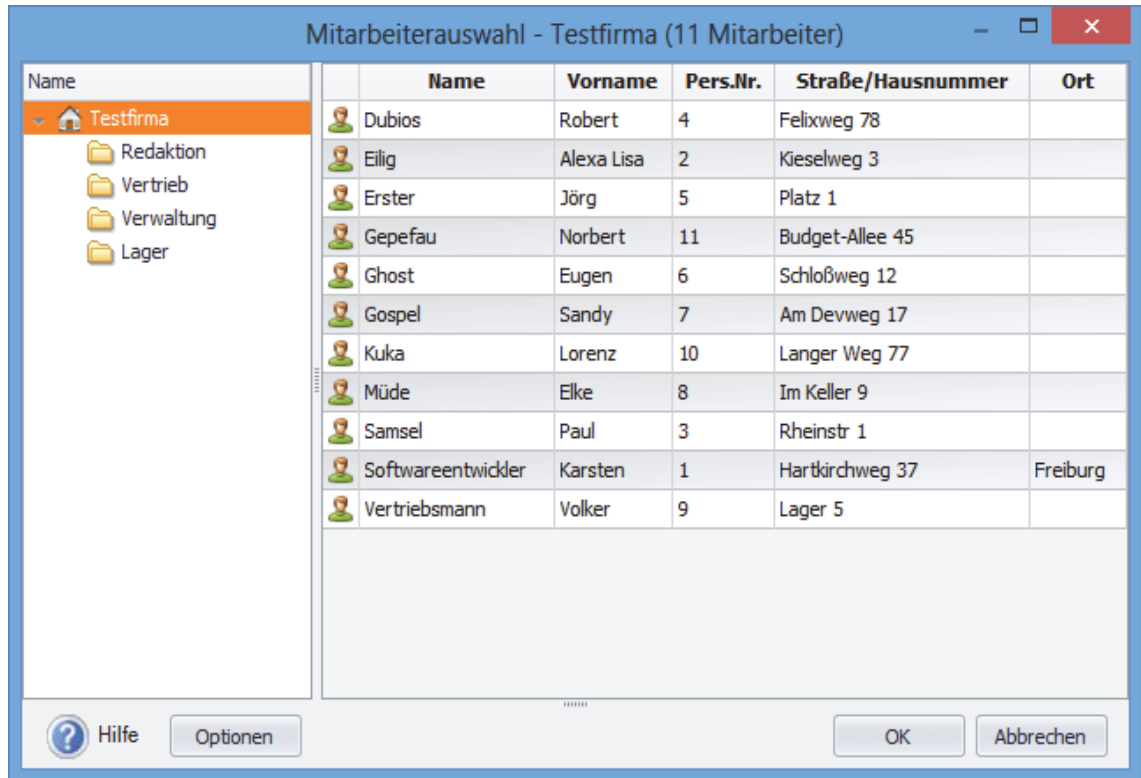 Mitarbeiterauswahl - Testfirma (11 Mitarbeiter)
Name
Testfirma
Redaktion
Vertrieb
Verwaltung
Lager
Name Vorname Pers.Nr. Straße/Hausnummer Ort
Dubios Robert 4 Felixweg 78
Eilig Alexa Lisa 2 Kieselweg 3
Erster Jörg 5 Platz 1
Gepefau Norbert 11 Budget-Allee 45
Ghost Eugen 6 Schloßweg 12
Gospel Sandy 7 Am Devweg 17
Kuka Lorenz 10 Langer Weg 77
Müde Elke 8 Im Keller 9
Samsel Paul 3 Rheinstr 1
Softwareentwickler Karsten 1 Hartkirchweg 37 Freiburg
Vertriebsmann Volker 9 Lager 5
Hilfe Optionen OK Abbrechen